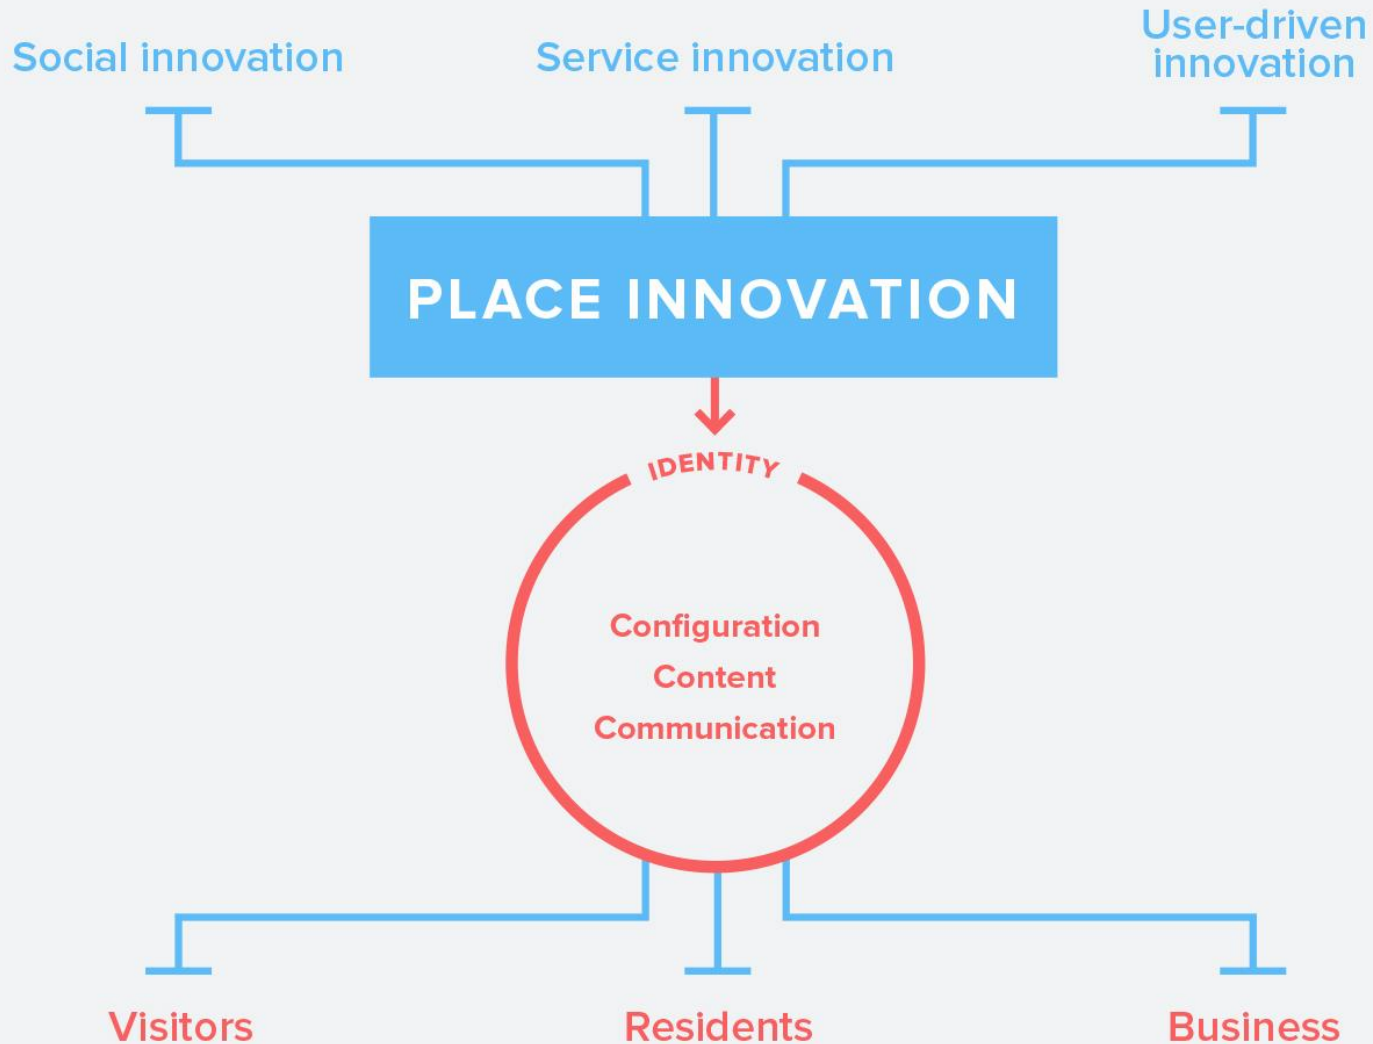 Social innovation
Service innovation
User-driven
innovation
PLACE INNOVATION
IDENTITY
Configuration
Content
Communication
Visitors
Residents
Business